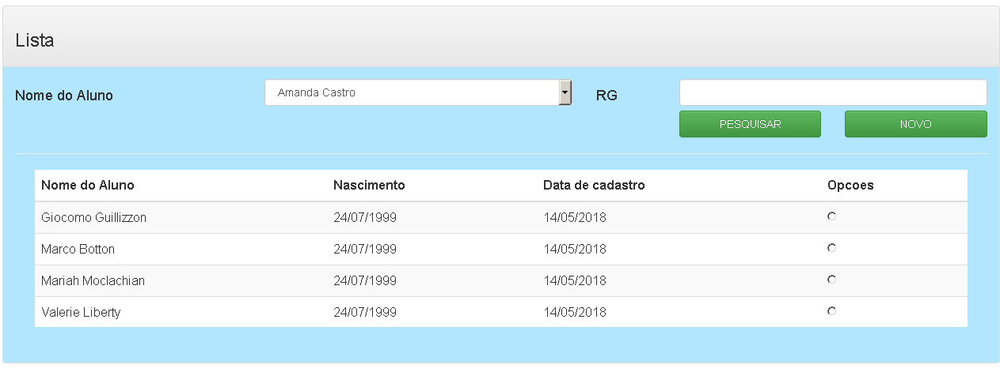 Lista
Nome do Aluno Amanda Castro RG
PESQUISAR NOVO
Nome do Aluno Nascimento Data de cadastro Opcoes
Giocomo Guillizzon 24/07/1999 14/05/2018
Marco Botton 24/07/1999 14/05/2018
Mariah Moclachian 24/07/1999 14/05/2018
Valerie Liberty 24/07/1999 14/05/2018